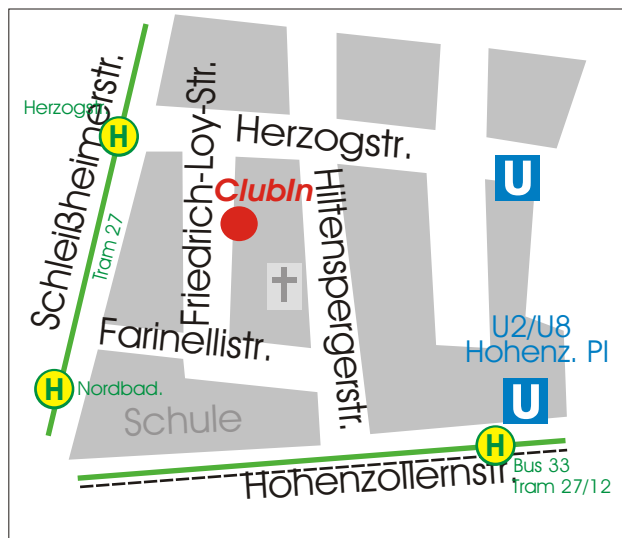 Schleißheimerstr.
Herzogstr.
H
Tram 27
H
Nordbad.
Friedrich-Loy-Str.
Herzogstr.
ClubIn
Hiltenspergerstr.
U
Farinellistr.
U2/U8
Hohenz. Pl
U
Schule
H
Bus 33
Tram 27/12
Hohenzollernstr.